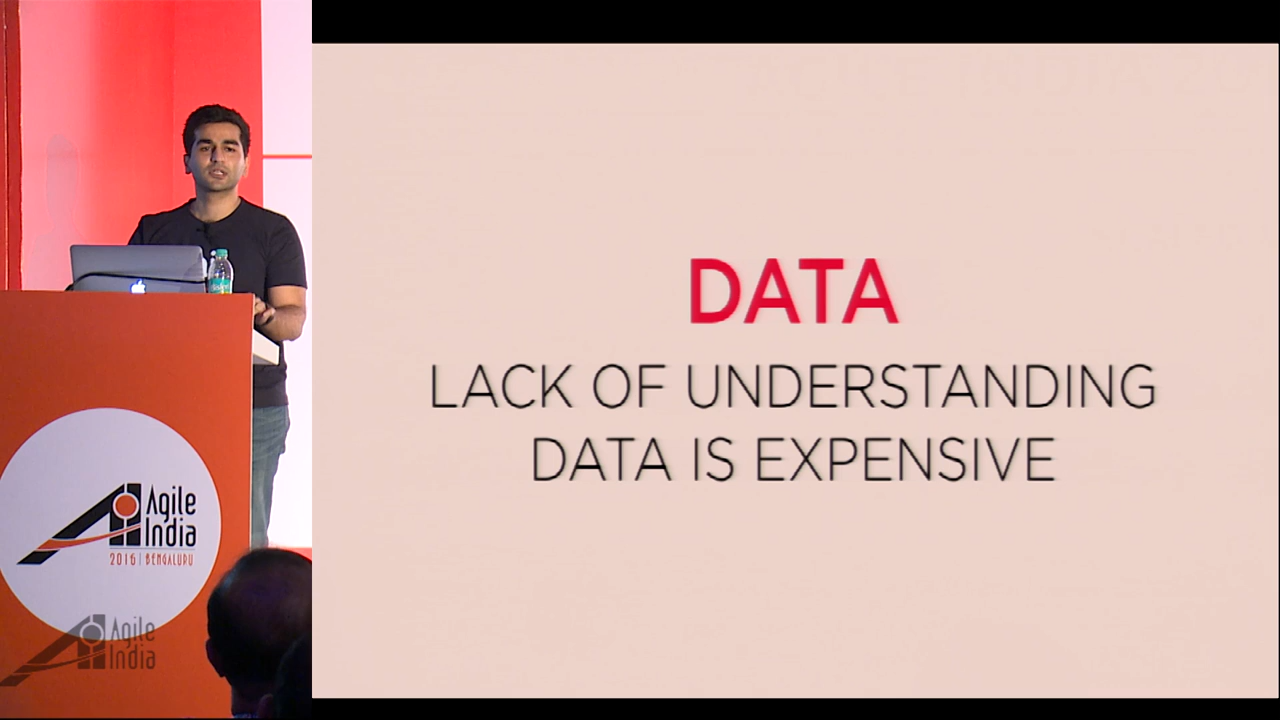 DATA
LACK OF UNDERSTANDING
DATA IS EXPENSIVE
Agile
India
2016 | BENGALURU
Agile
India